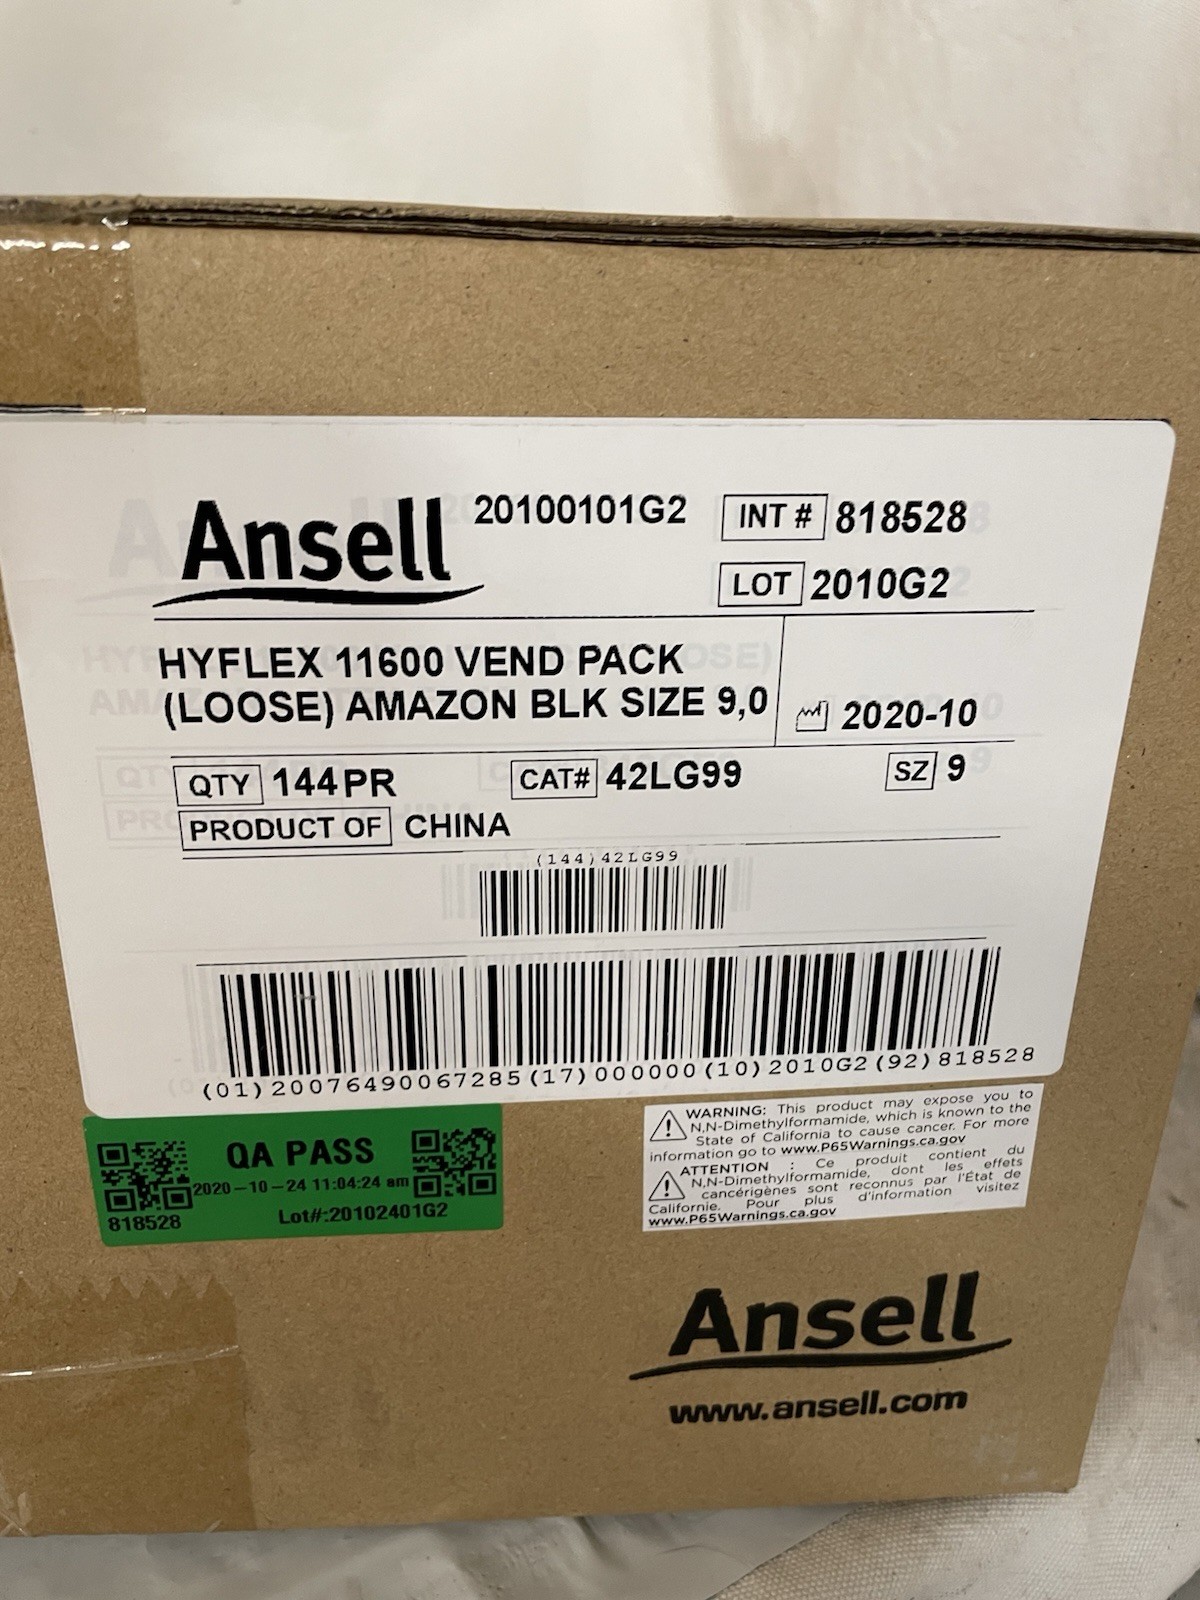 Ansell
20100101G2
INT # 818528
LOT 2010G2
HYFLEX 11600 VEND PACK
(LOOSE) AMAZON BLK SIZE 9,0
2020-10
QTY 144PR CAT# 42LG99 SZ 9
PRODUCT OF CHINA
(144)42LG99
(01)20076490067285(17)000000(10)2010G2(92)818528
QA PASS
2020-10-24 11:04:24 am
818528
Lot#:20102401G2
WARNING: This product may expose you to
N,N-Dimethylformamide, which is known to the
State of California to cause cancer. For more
information go to www.P65Warnings.ca.gov
ATTENTION : Ce produit contient du
N,N-Dimethylformamide, dont les effets
cancérigènes sont reconnus par l'État de
Californie. Pour plus d'information visitez
www.P65Warnings.ca.gov
Ansell
www.ansell.com